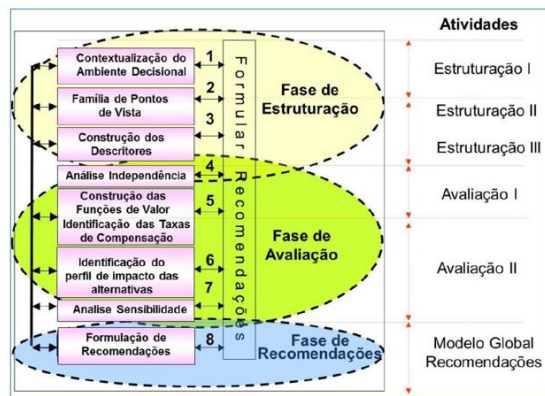 Atividades
Contextualização do
Ambiente Decisional
1
Família de Pontos
de Vista
2
Construção dos
Descritores
3
Análise Independência
4
Construção das
Funções de Valor
Identificação das Taxas
de Compensação
5
Identificação do
perfil de impacto das
alternativas
6
7
Analise Sensibilidade
Formulação de
Recomendações
8
Formular Recomendações
Fase de
Estruturação
Fase de
Avaliação
Fase de
Recomendações
Estruturação I
Estruturação II
Estruturação III
Avaliação I
Avaliação II
Modelo Global
Recomendações